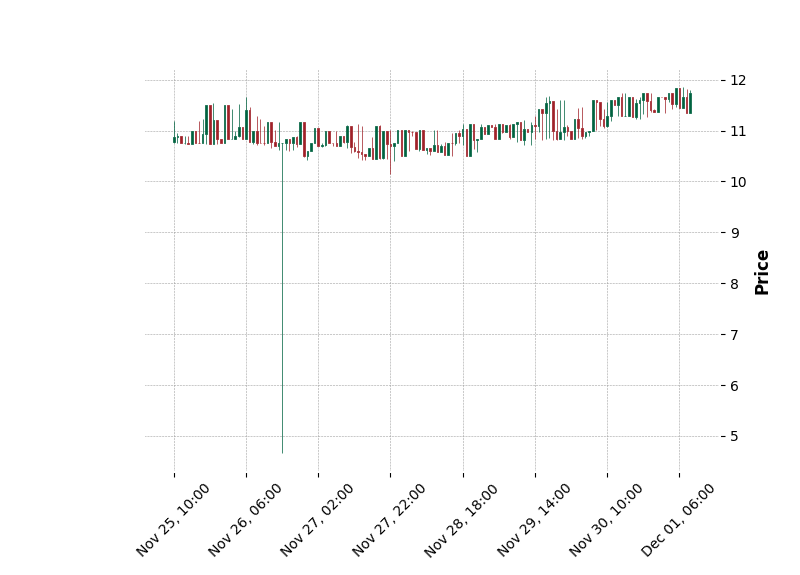 12
11
10
9
8
7
6
5
Price
Nov 25, 10:00
Nov 26, 06:00
Nov 27, 02:00
Nov 27, 22:00
Nov 28, 18:00
Nov 29, 14:00
Nov 30, 10:00
Dec 01, 06:00